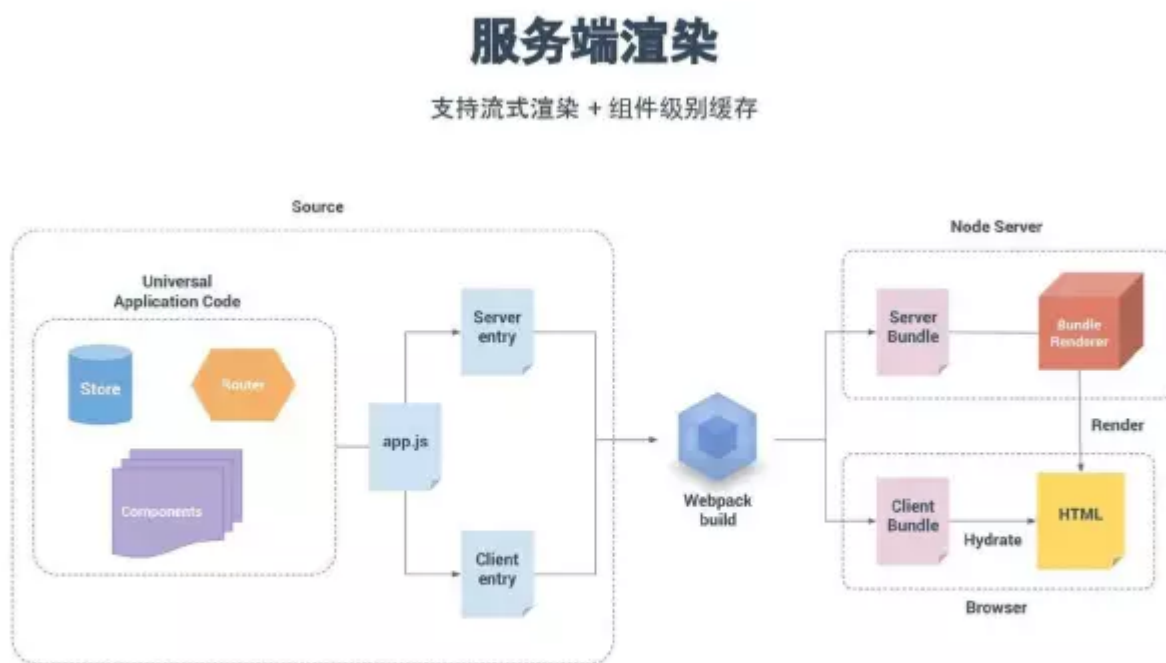 服务端渲染
支持流式渲染 + 组件级别缓存
Source
Universal
Application Code
Store
Router
Components
app.js
Server
entry
Client
entry
Webpack
build
Node Server
Server
Bundle
Bundle
Renderer
Render
Client
Bundle
Hydrate
HTML
Browser